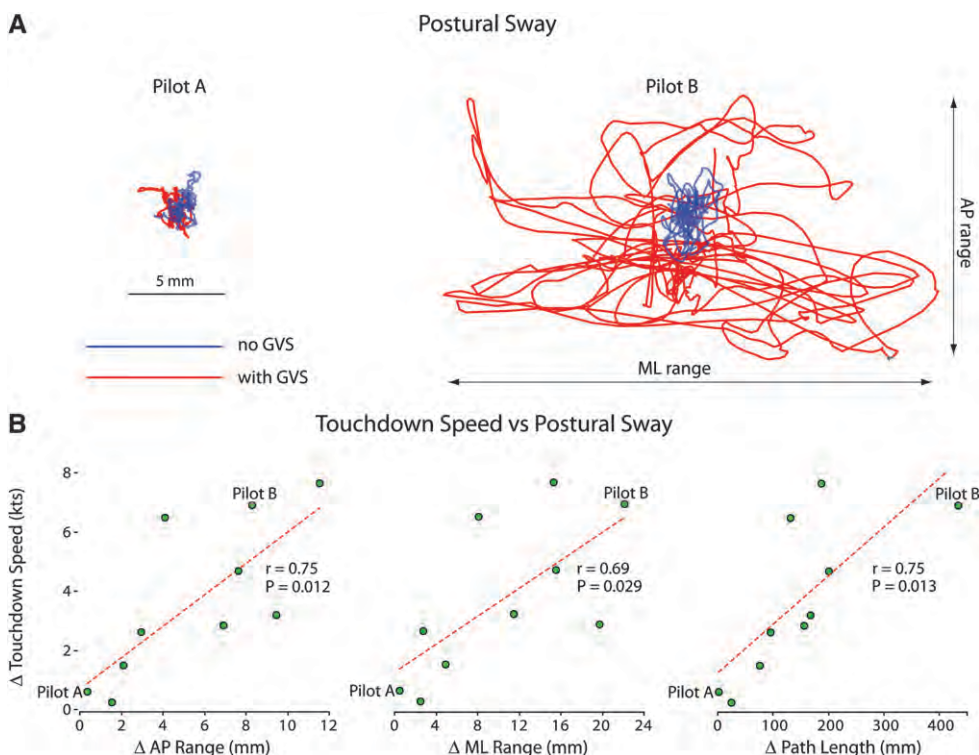 A
Postural Sway
Pilot A
Pilot B
AP range
5 mm
no GVS
with GVS
ML range
B
Touchdown Speed vs Postural Sway
Δ Touchdown Speed (kts)
8
6
4
2
0
Pilot B
r = 0.75
P = 0.012
Pilot A
0 2 4 6 8 10 12
Δ AP Range (mm)
Pilot B
r = 0.69
P = 0.029
Pilot A
0 4 8 12 16 20 24
Δ ML Range (mm)
Pilot B
r = 0.75
P = 0.013
Pilot A
0 100 200 300 400
Δ Path Length (mm)